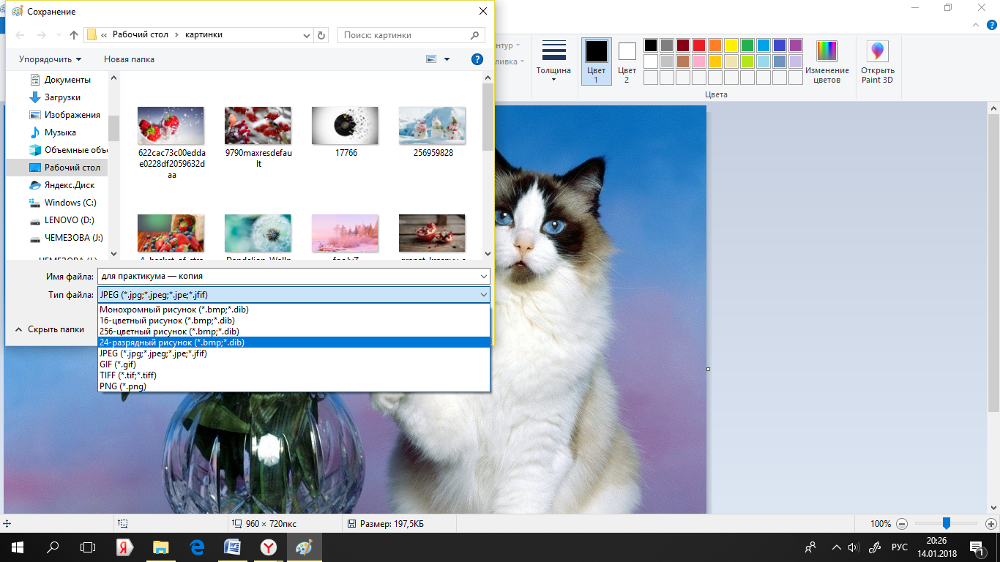 Сохранение
« Рабочий стол › картинки
Поиск: картинки
Упорядочить
Новая папка
Документы
Загрузки
Изображения
Музыка
Объемные объ
Рабочий стол
Яндекс.Диск
Windows (C:)
LENOVO (D:)
ЧЕМЕЗОВА (J:)
622cac73c00edda
e0228df2059632d
aa
9790maxresdefau
lt
17766
256959828
Имя файла:
для практикума — копия
Тип файла:
JPEG (*.jpg;*.jpeg;*.jpe;*.jfif)
Монохромный рисунок (*.bmp;*.dib)
16-цветный рисунок (*.bmp;*.dib)
256-цветный рисунок (*.bmp;*.dib)
24-разрядный рисунок (*.bmp;*.dib)
JPEG (*.jpg;*.jpeg;*.jpe;*.jfif)
GIF (*.gif)
TIFF (*.tif;*.tiff)
PNG (*.png)
Скрыть папки
нтур
ливка
Толщина
Цвет
1
Цвет
2
Изменение
цветов
Открыть
Paint 3D
Цвета
960 × 720пкс
Размер: 197,5КБ
100%
РУС
20:26
14.01.2018
1